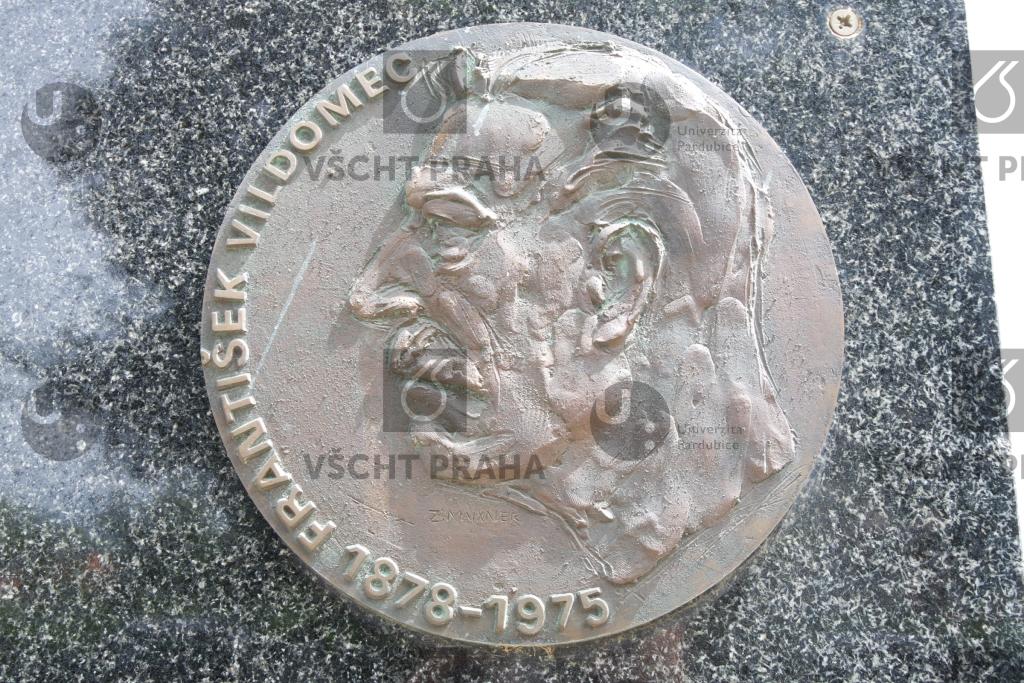 FRANTIŠEK VILDOMEC
1878-1975
Z. MAIXNER
VŠCHT PRAHA
Univerzita
Pardubice
VŠCHT PRAHA
Univerzita
Pardubice